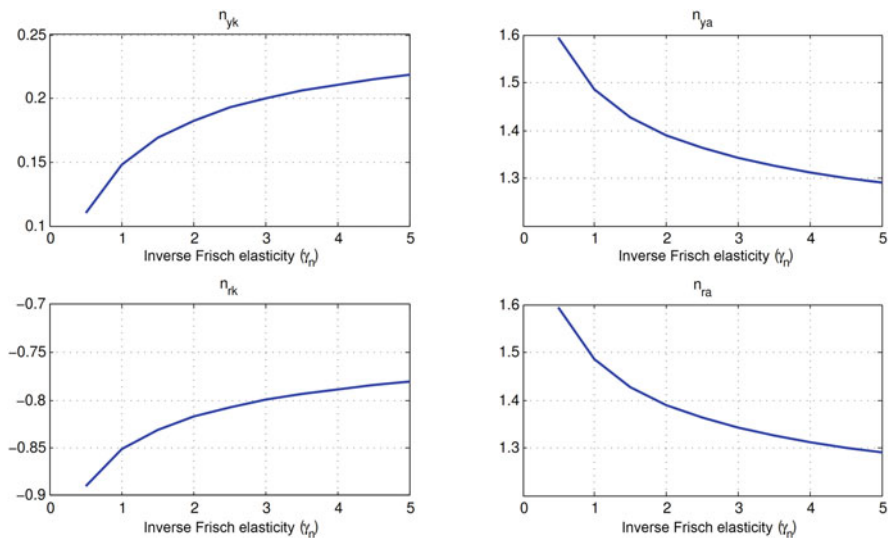 n_yk
0.25
0.2
0.15
0.1
0 1 2 3 4 5
Inverse Frisch elasticity (γ_n)
n_ya
1.6
1.5
1.4
1.3
0 1 2 3 4 5
Inverse Frisch elasticity (γ_n)
n_rk
−0.7
−0.75
−0.8
−0.85
−0.9
0 1 2 3 4 5
Inverse Frisch elasticity (γ_n)
n_ra
1.6
1.5
1.4
1.3
0 1 2 3 4 5
Inverse Frisch elasticity (γ_n)